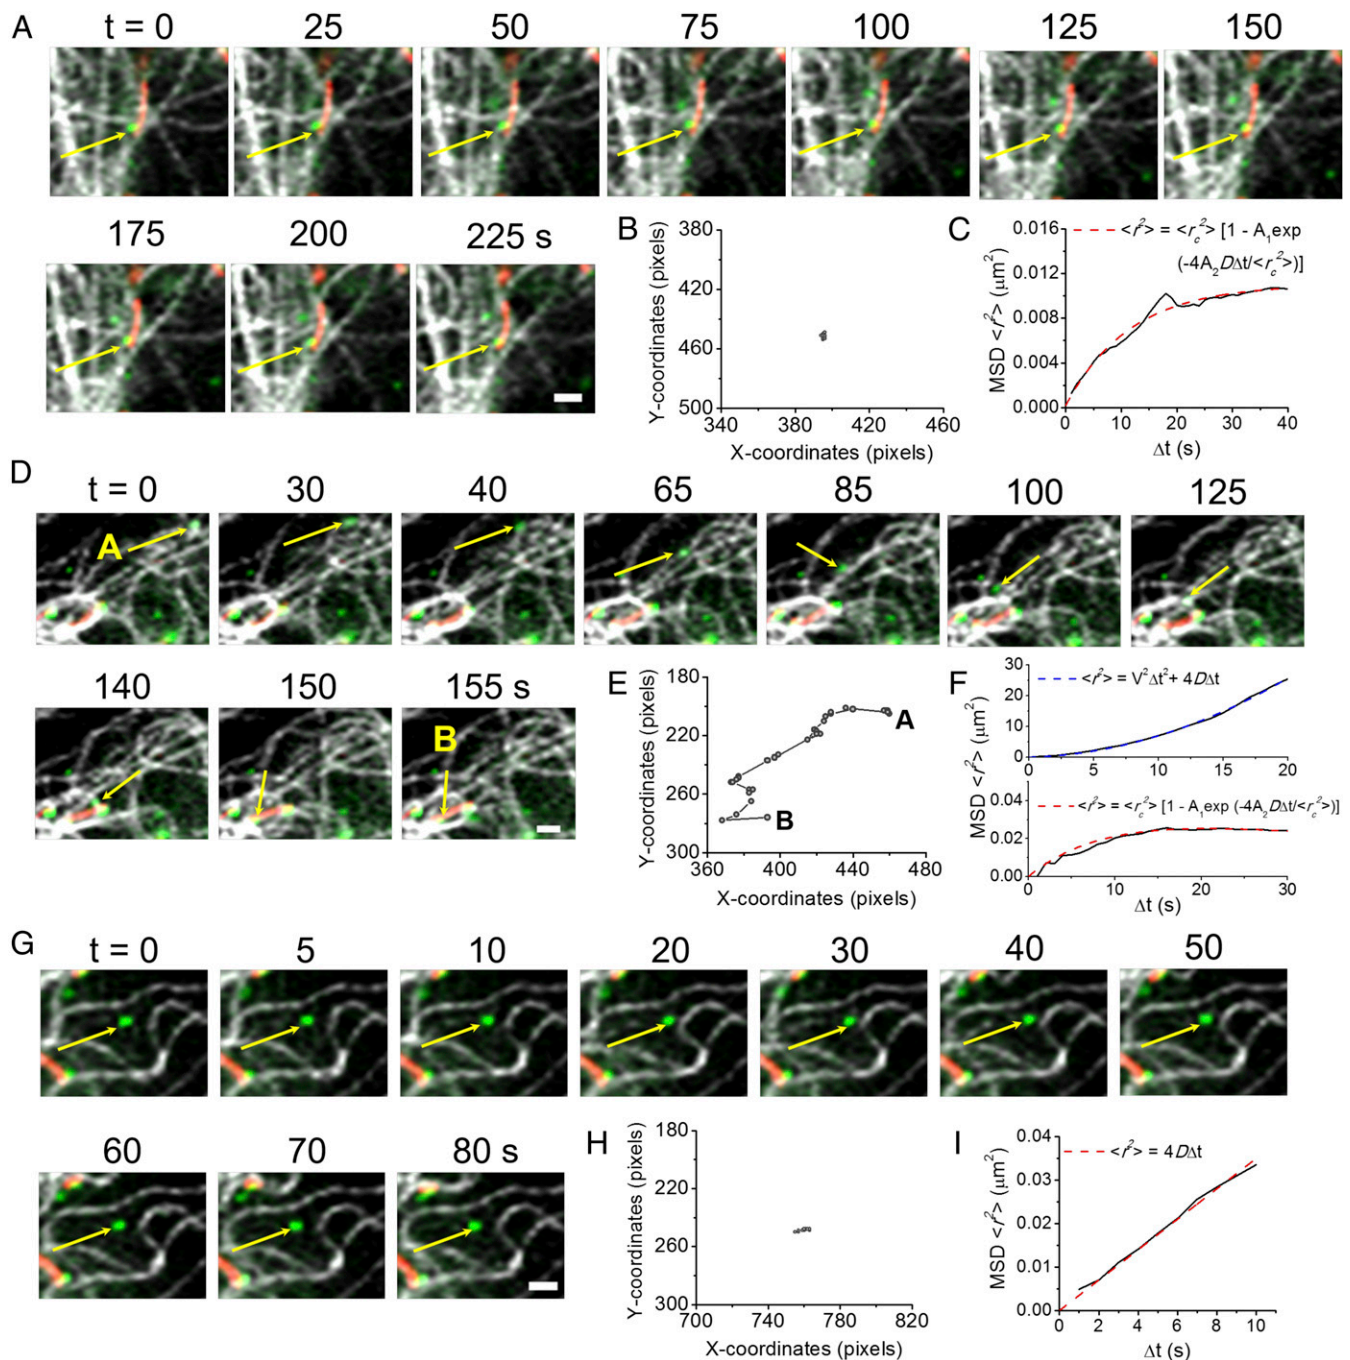 A
t = 0 25 50 75 100 125 150
175 200 225 s
B
Y-coordinates (pixels)
380
420
460
500
340 380 420 460
X-coordinates (pixels)
C
MSD <r²> (μm²)
0.016
0.012
0.008
0.004
0.000
0 10 20 30 40
Δt (s)
<r²> = <r_c²> [1 - A₁exp
(-4A₂DΔt/<r_c²>)]
D
t = 0 30 40 65 85 100 125
A
140 150 155 s
B
E
Y-coordinates (pixels)
180
220
260
300
360 400 440 480
X-coordinates (pixels)
A
B
F
MSD <r²> (μm²)
30
25
20
15
10
5
0
0 5 10 15 20
<r²> = V²Δt² + 4DΔt
0.04
0.02
0.00
0 10 20 30
Δt (s)
<r²> = <r_c²> [1 - A₁exp (-4A₂DΔt/<r_c²>)]
G
t = 0 5 10 20 30 40 50
60 70 80 s
H
Y-coordinates (pixels)
180
220
260
300
700 740 780 820
X-coordinates (pixels)
I
MSD <r²> (μm²)
0.04
0.03
0.02
0.01
0.00
0 2 4 6 8 10
Δt (s)
<r²> = 4DΔt